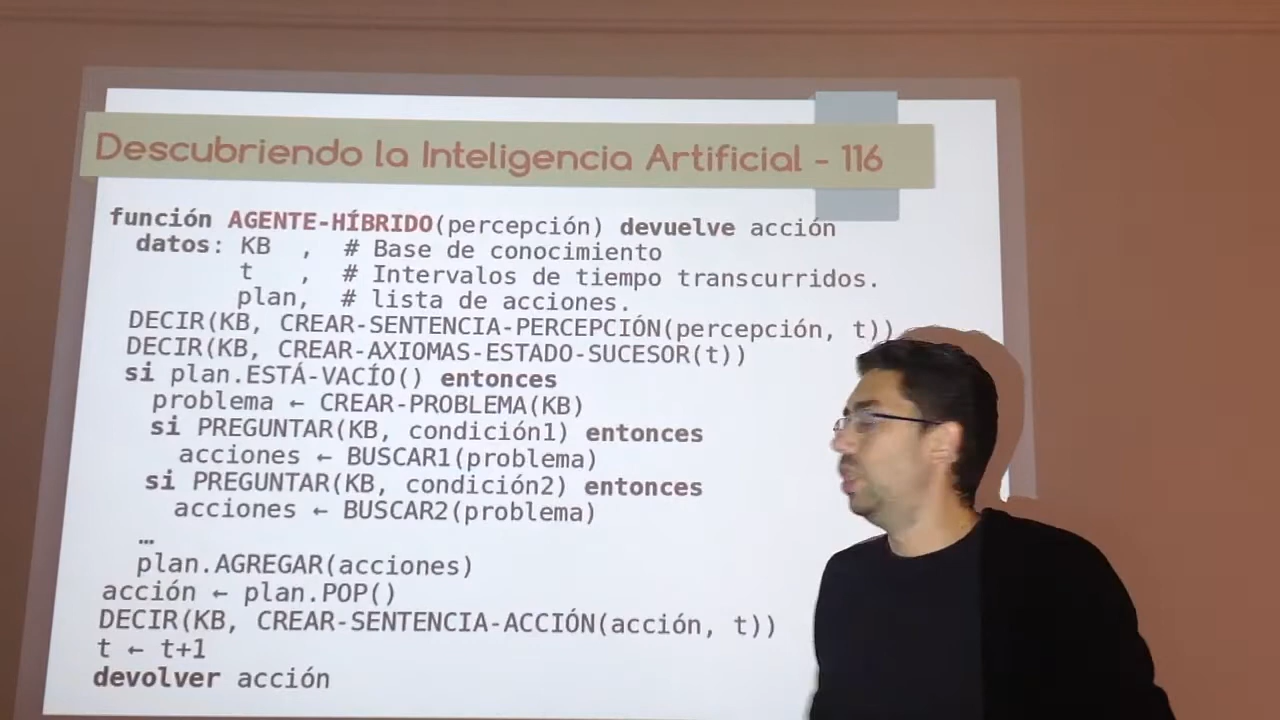 Descubriendo la Inteligencia Artificial - 116
función AGENTE-HÍBRIDO(percepción) devuelve acción
datos: KB , # Base de conocimiento
t , # Intervalos de tiempo transcurridos.
plan, # lista de acciones.
DECIR(KB, CREAR-SENTENCIA-PERCEPCIÓN(percepción, t))
DECIR(KB, CREAR-AXIOMAS-ESTADO-SUCESOR(t))
si plan.ESTÁ-VACÍO() entonces
problema ← CREAR-PROBLEMA(KB)
si PREGUNTAR(KB, condición1) entonces
acciones ← BUSCAR1(problema)
si PREGUNTAR(KB, condición2) entonces
acciones ← BUSCAR2(problema)
…
plan.AGREGAR(acciones)
acción ← plan.POP()
DECIR(KB, CREAR-SENTENCIA-ACCIÓN(acción, t))
t ← t+1
devolver acción